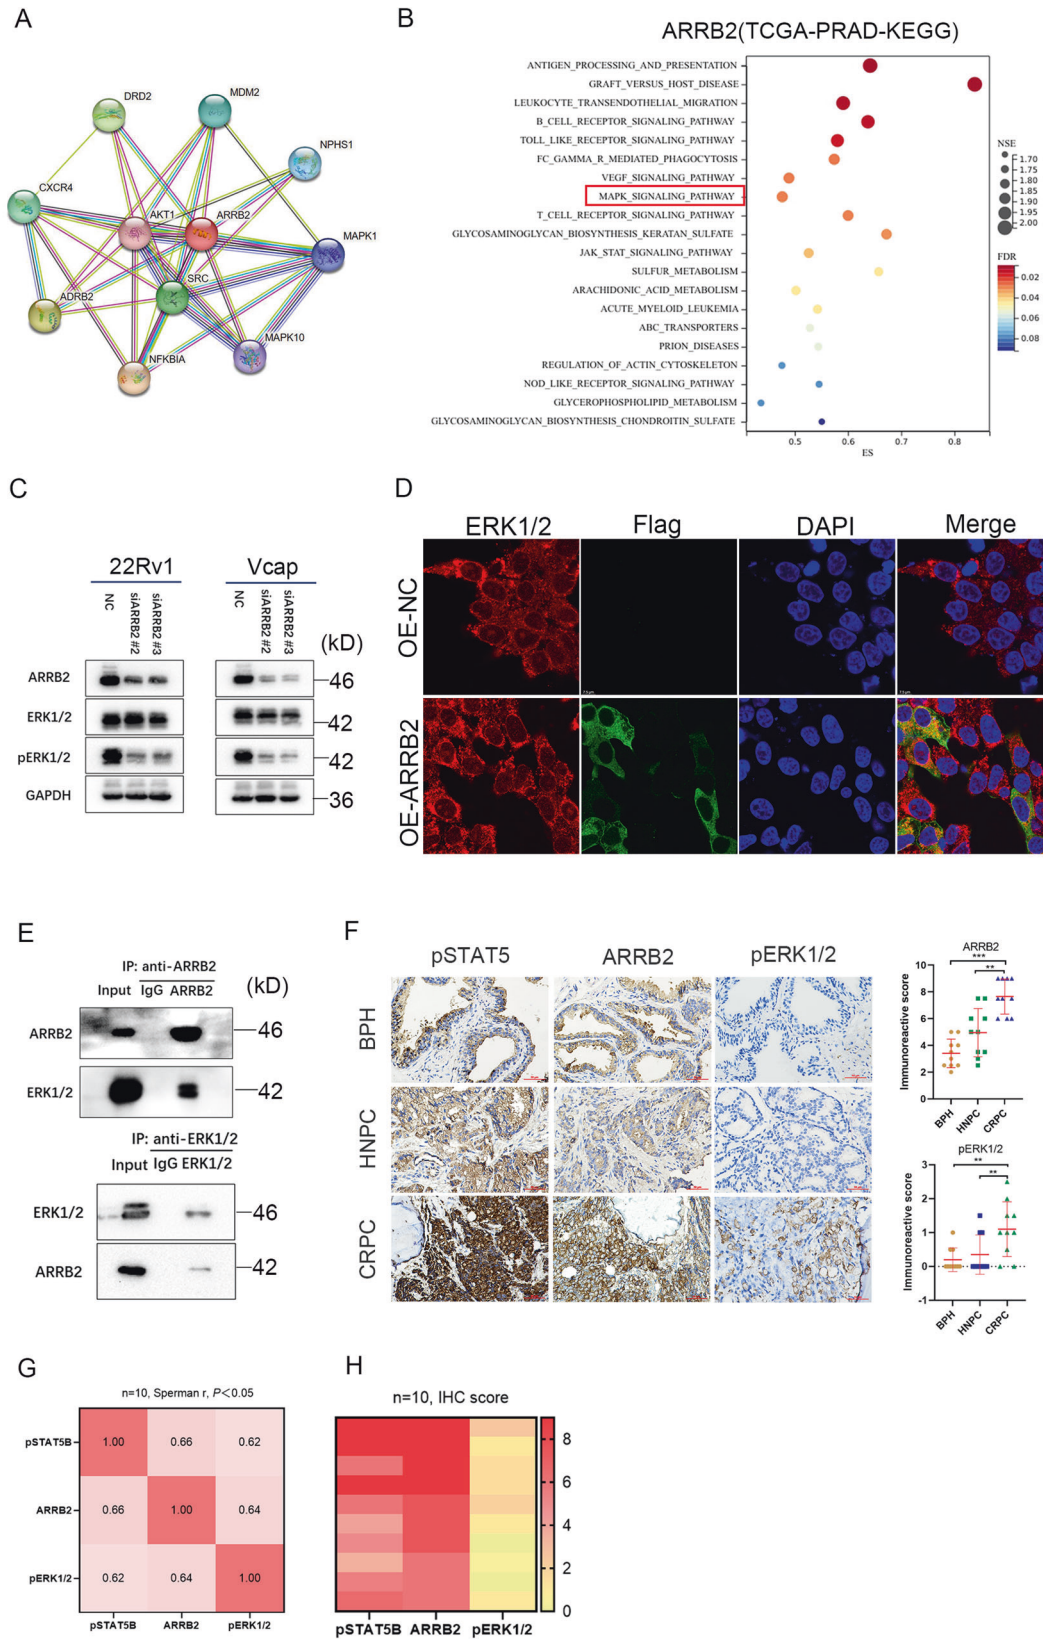 A
DRD2
MDM2
NPHS1
CXCR4
AKT1
ARRB2
MAPK1
SRC
ADRB2
MAPK10
NFKBIA
B
ARRB2(TCGA-PRAD-KEGG)
ANTIGEN_PROCESSING_AND_PRESENTATION
GRAFT_VERSUS_HOST_DISEASE
LEUKOCYTE_TRANSENDOTHELIAL_MIGRATION
B_CELL_RECEPTOR_SIGNALING_PATHWAY
TOLL_LIKE_RECEPTOR_SIGNALING_PATHWAY
FC_GAMMA_R_MEDIATED_PHAGOCYTOSIS
VEGF_SIGNALING_PATHWAY
MAPK_SIGNALING_PATHWAY
T_CELL_RECEPTOR_SIGNALING_PATHWAY
GLYCOSAMINOGLYCAN_BIOSYNTHESIS_KERATAN_SULFATE
JAK_STAT_SIGNALING_PATHWAY
SULFUR_METABOLISM
ARACHIDONIC_ACID_METABOLISM
ACUTE_MYELOID_LEUKEMIA
ABC_TRANSPORTERS
PRION_DISEASES
REGULATION_OF_ACTIN_CYTOSKELETON
NOD_LIKE_RECEPTOR_SIGNALING_PATHWAY
GLYCEROPHOSPHOLIPID_METABOLISM
GLYCOSAMINOGLYCAN_BIOSYNTHESIS_CHONDROITIN_SULFATE
0.5 0.6 0.7 0.8
ES
NSE
1.70
1.75
1.80
1.85
1.90
1.95
2.00
FDR
0.02
0.04
0.06
0.08
C
22Rv1 Vcap
NC siARRB2 #2 siARRB2 #3 NC siARRB2 #2 siARRB2 #3 (kD)
ARRB2 46
ERK1/2 42
pERK1/2 42
GAPDH 36
D
ERK1/2 Flag DAPI Merge
OE-NC
OE-ARRB2
E
IP: anti-ARRB2
Input IgG ARRB2 (kD)
ARRB2 46
ERK1/2 42
IP: anti-ERK1/2
Input IgG ERK1/2
ERK1/2 46
ARRB2 42
F
pSTAT5 ARRB2 pERK1/2
BPH
HNPC
CRPC
ARRB2
***
**
Immunoreactive score
10
8
6
4
2
0
BPH HNPC CRPC
pERK1/2
**
**
Immunoreactive score
3
2
1
0
-1
BPH HNPC CRPC
G
n=10, Sperman r, P<0.05
pSTAT5B 1.00 0.66 0.62
ARRB2 0.66 1.00 0.64
pERK1/2 0.62 0.64 1.00
pSTAT5B ARRB2 pERK1/2
H
n=10, IHC score
8
6
4
2
0
pSTAT5B ARRB2 pERK1/2